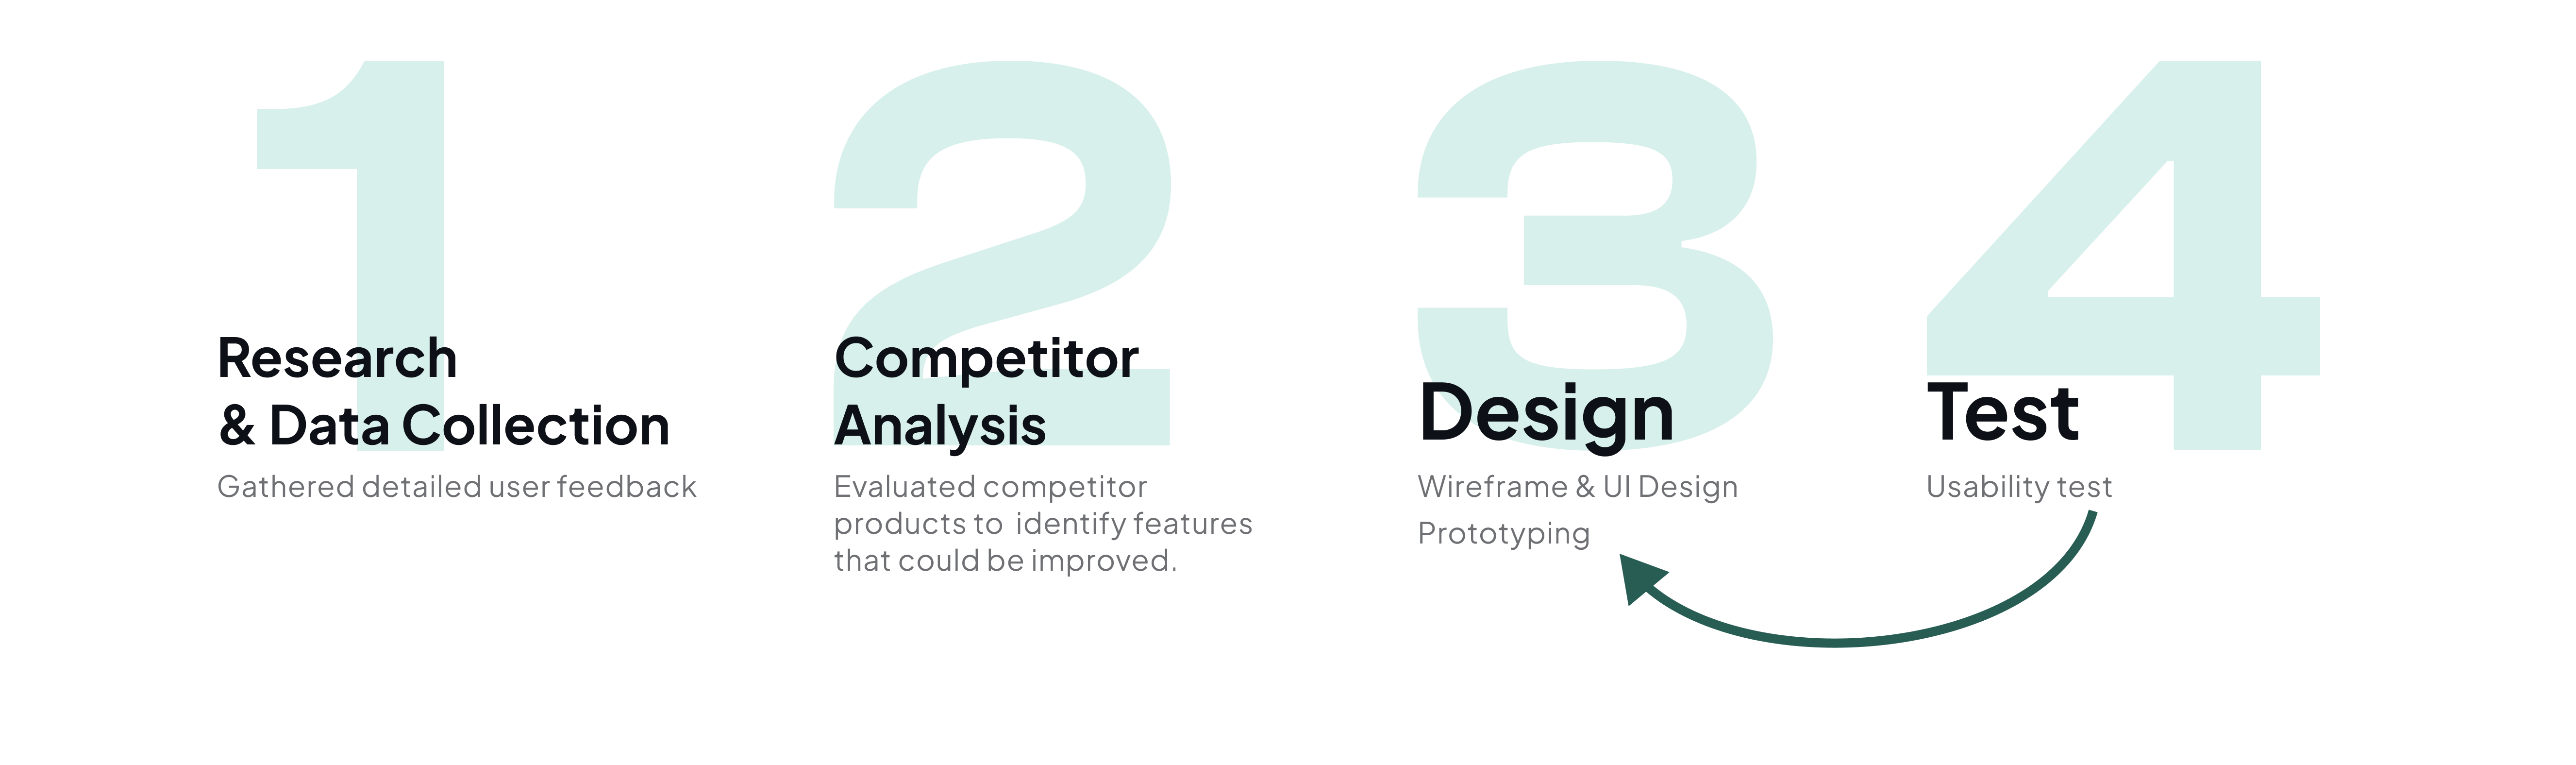 1
Research
& Data Collection
Gathered detailed user feedback
2
Competitor
Analysis
Evaluated competitor
products to  identify features
that could be improved.
3
Design
Wireframe & UI Design
Prototyping
4
Test
Usability test